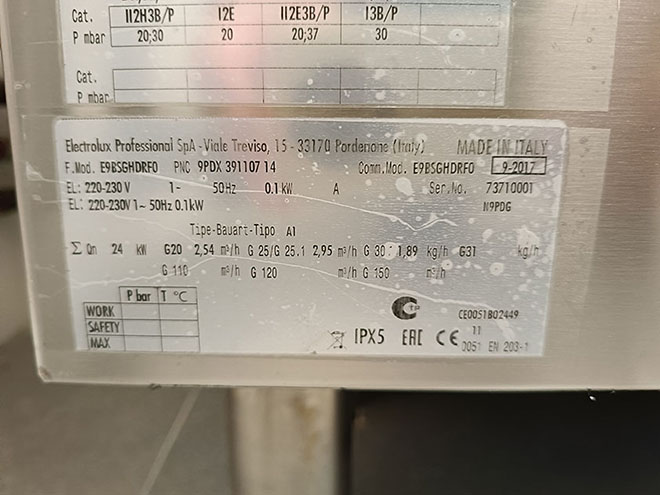 Cat. II2H3B/P I2E II2E3B/P I3B/P
P mbar 20;30 20 20;37 30
Cat.
P mbar
Electrolux Professional SpA - Viale Treviso, 15 - 33170 Pordenone (Italy) MADE IN ITALY
F.Mod. E9BSGHDRF0 PNC 9PDX 391107 14 Comm.Mod. E9BSGHDRF0 9-2017
EL: 220-230 V 1~ 50Hz 0.1 kW A Ser.No. 73710001
EL: 220-230V 1~ 50Hz 0.1kW N9PDG
Tipe-Bauart-Tipo A1
Σ Qn 24 kW G20 2,54 m³/h G 25/G 25.1 2,95 m³/h G 30 1,89 kg/h G31 kg/h
G 110 m³/h G 120 m³/h G 150 m³/h
P bar T °C
WORK
SAFETY
MAX
CE0051B02449
IPX5 EAC CE 11
0051 EN 203-1